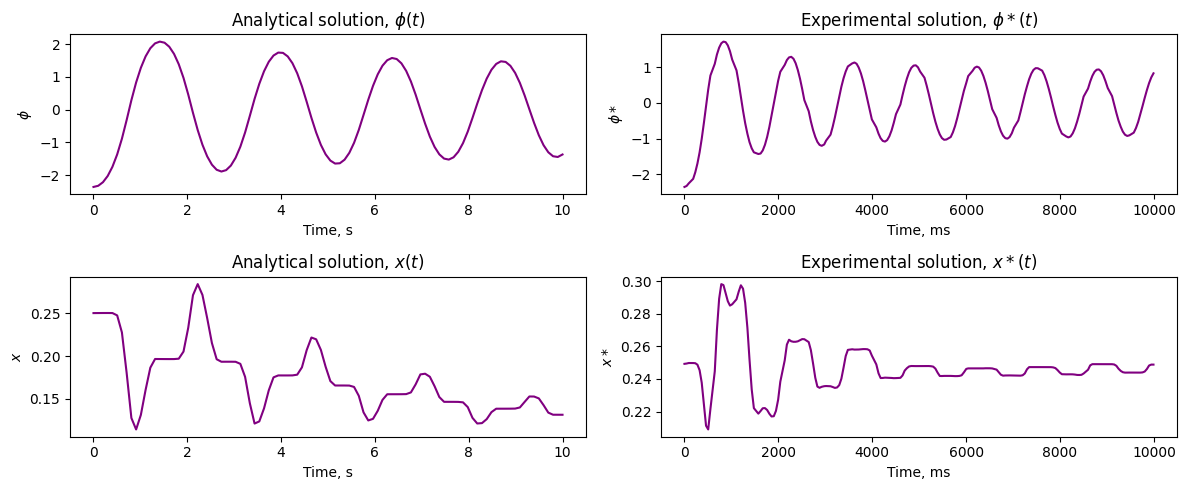 Analytical solution, ϕ(t)
ϕ
2
1
0
−1
−2
0 2 4 6 8 10
Time, s
Experimental solution, ϕ∗(t)
ϕ∗
1
0
−1
−2
0 2000 4000 6000 8000 10000
Time, ms
Analytical solution, x(t)
x
0.25
0.20
0.15
0 2 4 6 8 10
Time, s
Experimental solution, x∗(t)
x∗
0.30
0.28
0.26
0.24
0.22
0 2000 4000 6000 8000 10000
Time, ms